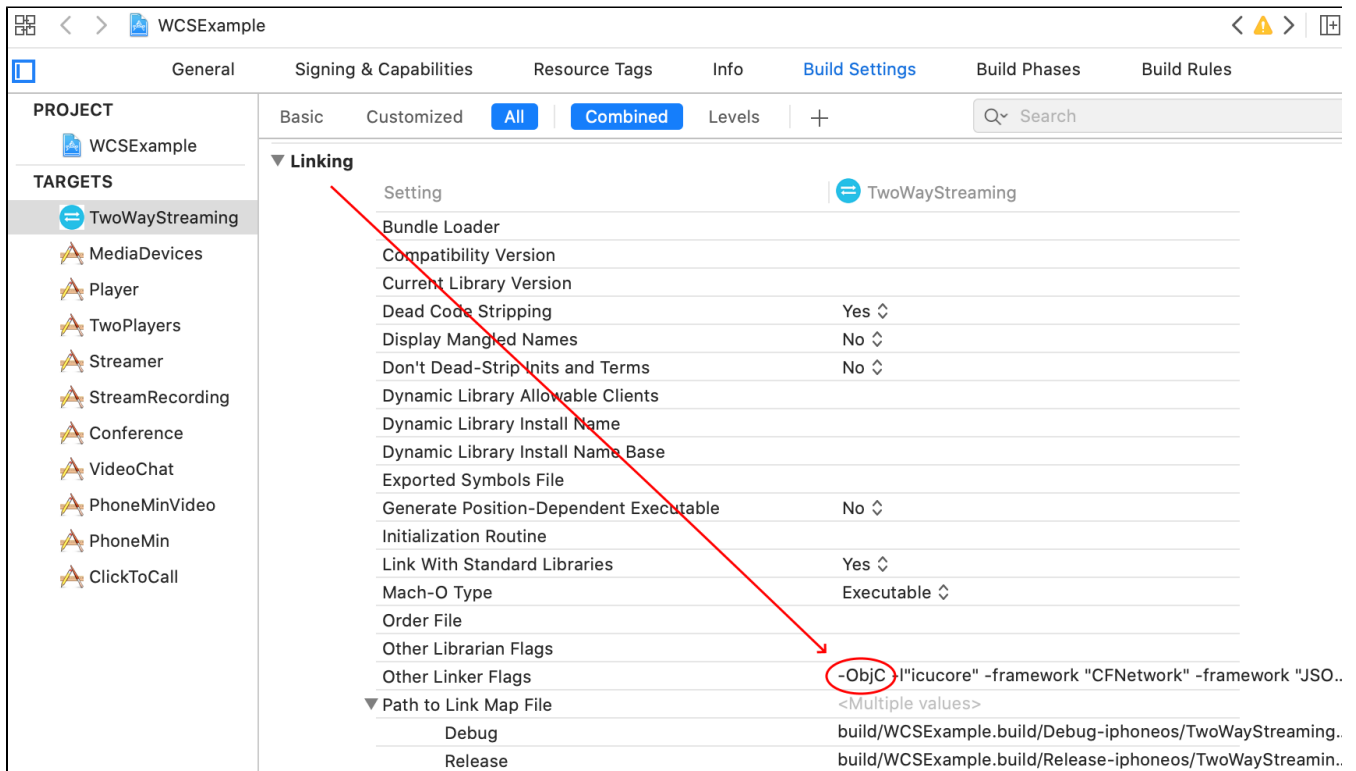 WCSExample
General Signing & Capabilities Resource Tags Info Build Settings Build Phases Build Rules
PROJECT
WCSExample
TARGETS
TwoWayStreaming
MediaDevices
Player
TwoPlayers
Streamer
StreamRecording
Conference
VideoChat
PhoneMinVideo
PhoneMin
ClickToCall
Basic Customized All Combined Levels + Search
Linking
Setting TwoWayStreaming
Bundle Loader
Compatibility Version
Current Library Version
Dead Code Stripping Yes
Display Mangled Names No
Don't Dead-Strip Inits and Terms No
Dynamic Library Allowable Clients
Dynamic Library Install Name
Dynamic Library Install Name Base
Exported Symbols File
Generate Position-Dependent Executable No
Initialization Routine
Link With Standard Libraries Yes
Mach-O Type Executable
Order File
Other Librarian Flags
Other Linker Flags -ObjC -l"icucore" -framework "CFNetwork" -framework "JSO...
Path to Link Map File <Multiple values>
Debug build/WCSExample.build/Debug-iphoneos/TwoWayStreaming...
Release build/WCSExample.build/Release-iphoneos/TwoWayStreamin...